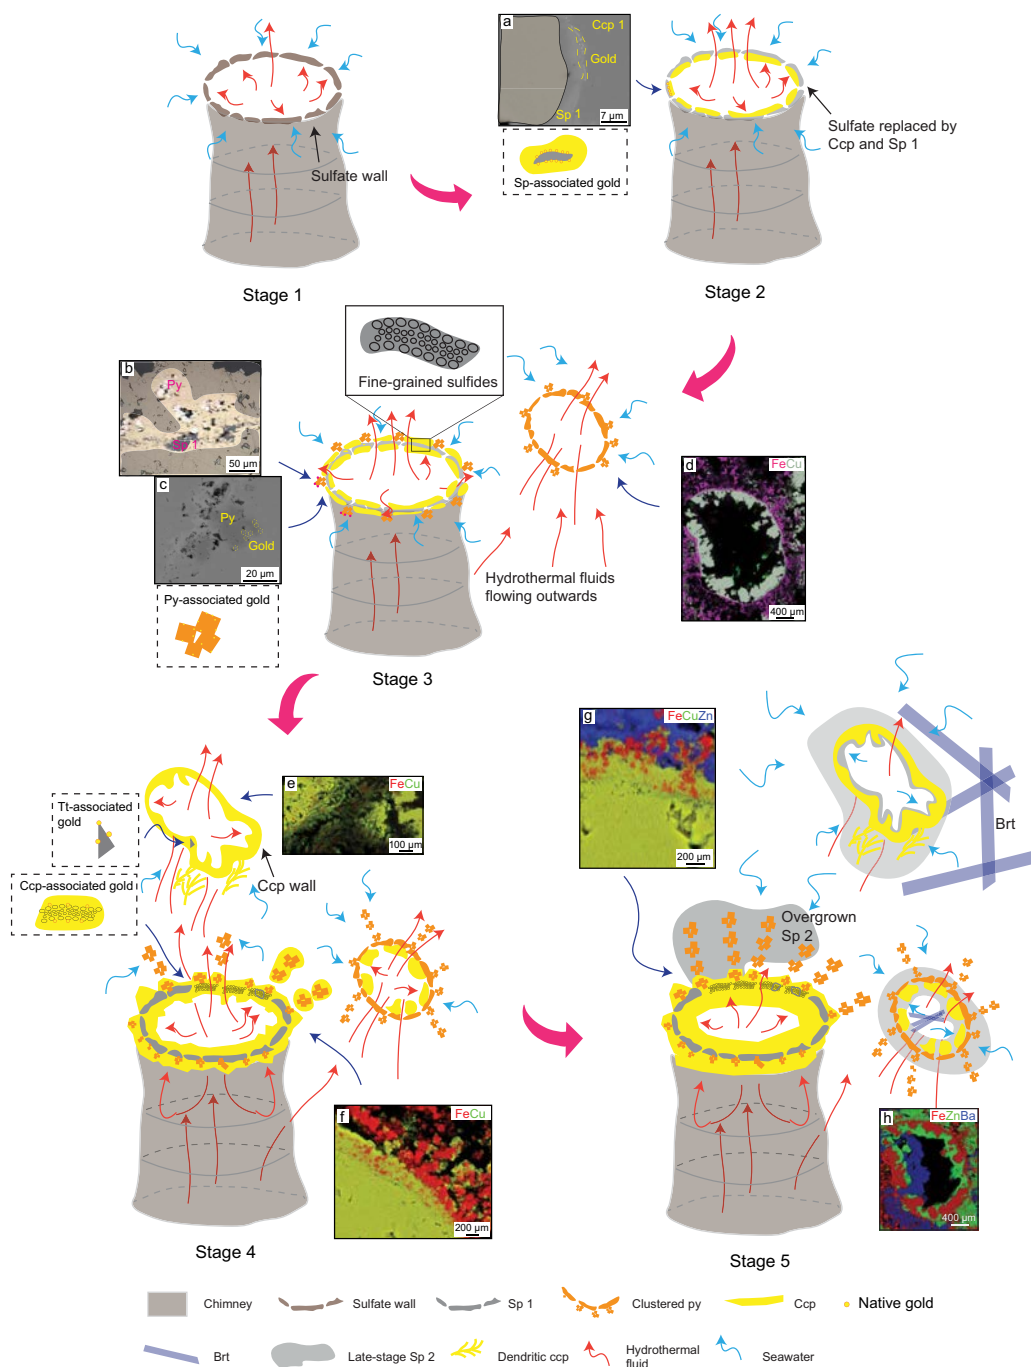 a
Ccp 1
Gold
Sp 1
7 µm
Sulfate wall
Sp-associated gold
Sulfate replaced by
Ccp and Sp 1
Stage 1
Stage 2
Fine-grained sulfides
b
Py
Sp 1
50 µm
c
Py
Gold
20 µm
Py-associated gold
d
FeCu
400 µm
Hydrothermal fluids
flowing outwards
Stage 3
Tt-associated
gold
Ccp-associated gold
e
FeCu
100 µm
Ccp wall
g
FeCuZn
200 µm
Brt
Overgrown
Sp 2
f
FeCu
200 µm
h
FeZnBa
400 µm
Stage 4
Stage 5
Chimney
Sulfate wall
Sp 1
Clustered py
Ccp
Native gold
Brt
Late-stage Sp 2
Dendritic ccp
Hydrothermal
fluid
Seawater